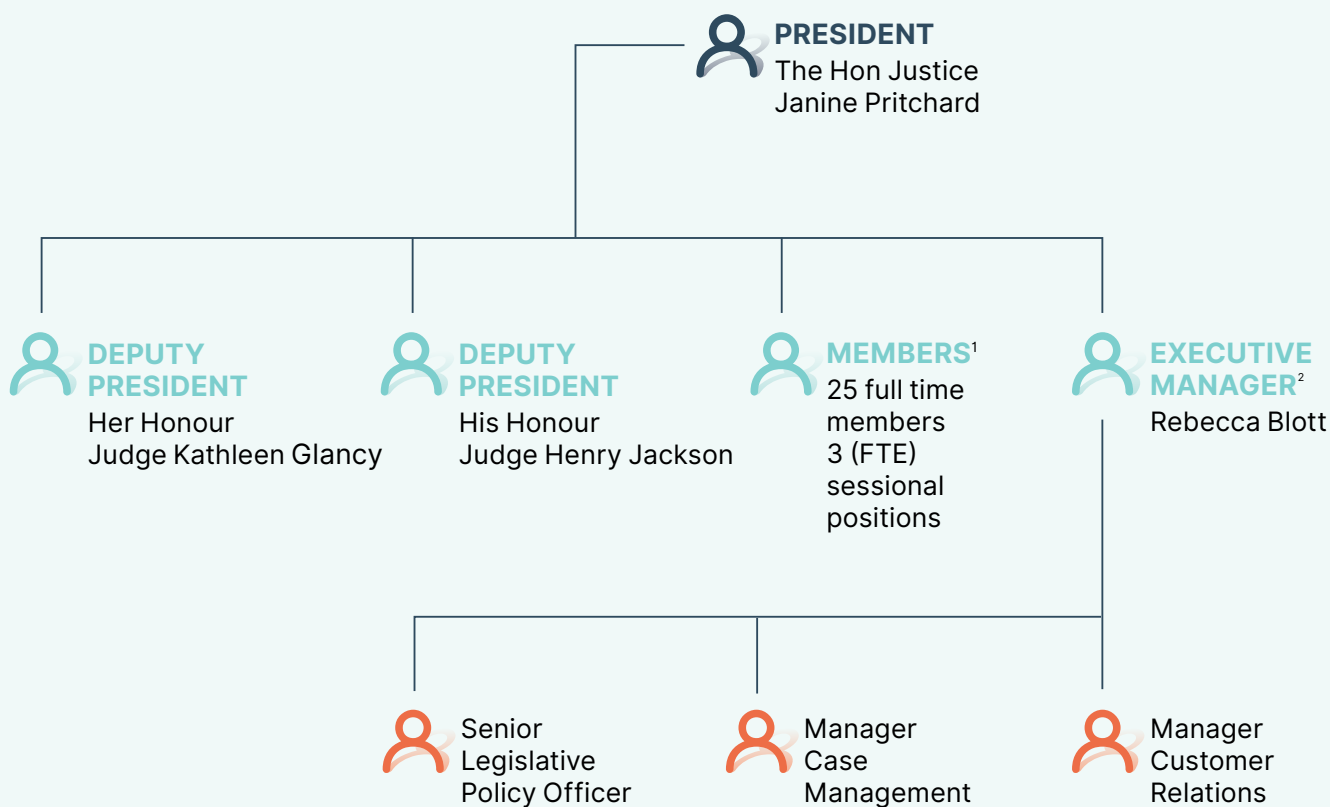 PRESIDENT
The Hon Justice
Janine Pritchard
DEPUTY
PRESIDENT
Her Honour
Judge Kathleen Glancy
DEPUTY
PRESIDENT
His Honour
Judge Henry Jackson
MEMBERS¹
25 full time
members
3 (FTE)
sessional
positions
EXECUTIVE
MANAGER²
Rebecca Blott
Senior
Legislative
Policy Officer
Manager
Case
Management
Manager
Customer
Relations